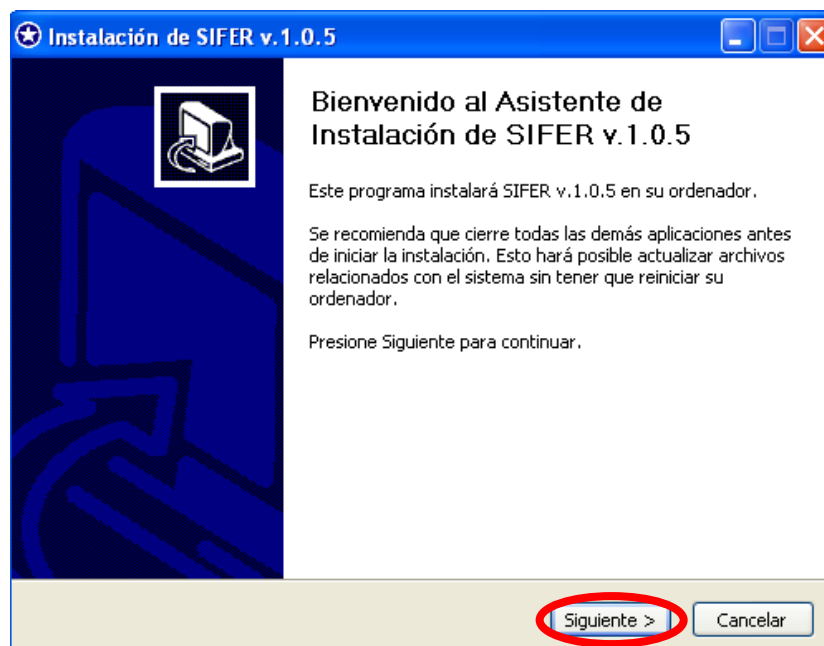 Instalación de SIFER v.1.0.5
Bienvenido al Asistente de
Instalación de SIFER v.1.0.5
Este programa instalará SIFER v.1.0.5 en su ordenador.
Se recomienda que cierre todas las demás aplicaciones antes
de iniciar la instalación. Esto hará posible actualizar archivos
relacionados con el sistema sin tener que reiniciar su
ordenador.
Presione Siguiente para continuar.
Siguiente > Cancelar